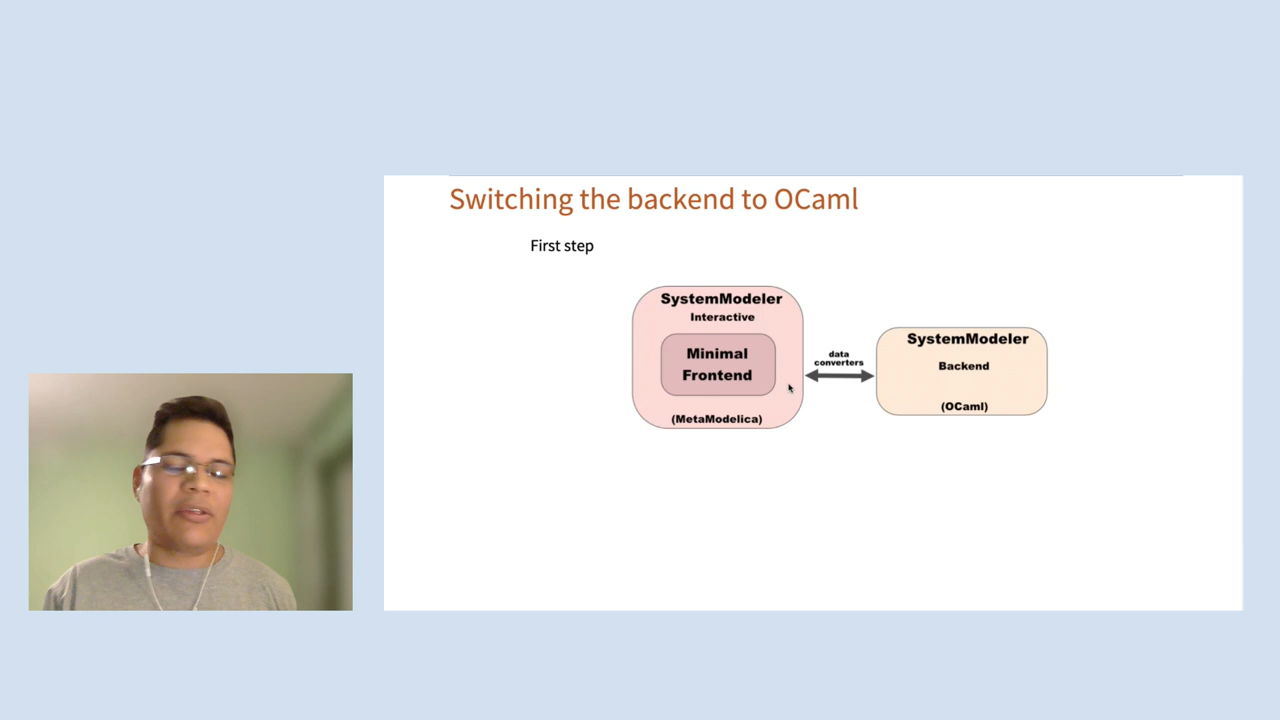 Switching the backend to OCaml
First step
SystemModeler
Interactive
Minimal
Frontend
(MetaModelica)
data
converters
SystemModeler
Backend
(OCaml)